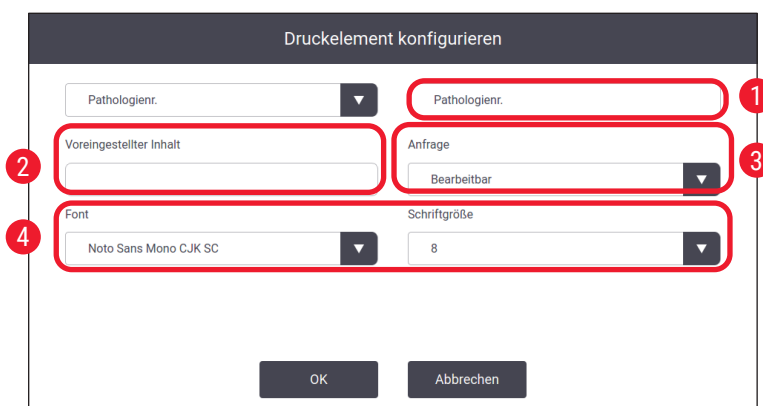 Druckelement konfigurieren
Pathologienr. Pathologienr. 1
Voreingestellter Inhalt Anfrage
2 3
Bearbeitbar
Font Schriftgröße
4
Noto Sans Mono CJK SC 8
OK Abbrechen